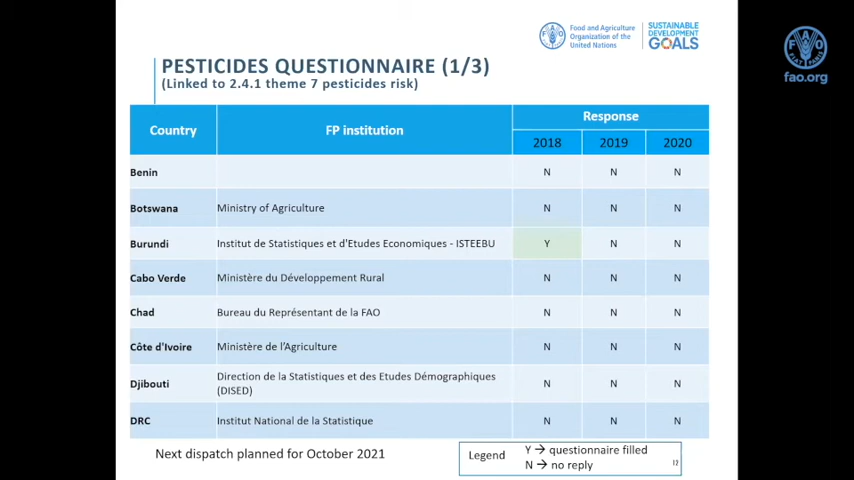 Food and Agriculture
Organization of the
United Nations
SUSTAINABLE
DEVELOPMENT
GOALS
FAO
FIAT PANIS
fao.org
PESTICIDES QUESTIONNAIRE (1/3)
(Linked to 2.4.1 theme 7 pesticides risk)
Country FP institution Response
2018 2019 2020
Benin N N N
Botswana Ministry of Agriculture N N N
Burundi Institut de Statistiques et d'Etudes Economiques - ISTEEBU Y N N
Cabo Verde Ministère du Développement Rural N N N
Chad Bureau du Représentant de la FAO N N N
Côte d'Ivoire Ministère de l’Agriculture N N N
Djibouti Direction de la Statistiques et des Etudes Démographiques
(DISED) N N N
DRC Institut National de la Statistique N N N
Next dispatch planned for October 2021
Legend Y → questionnaire filled
N → no reply
12